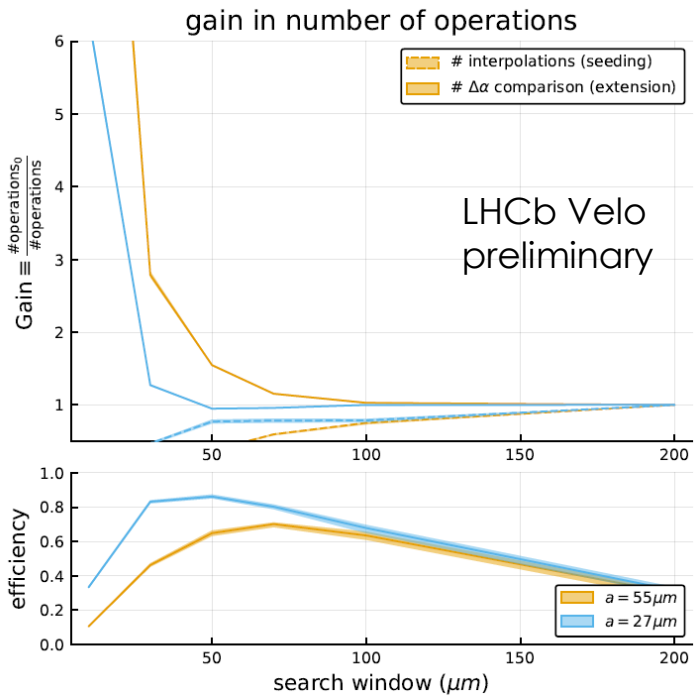 gain in number of operations
6
5
4
3
2
1
Gain ≡ #operations₀ / #operations
# interpolations (seeding)
# Δα comparison (extension)
LHCb Velo
preliminary
50
100
150
200
1.0
0.8
0.6
0.4
0.2
0.0
efficiency
a = 55μm
a = 27μm
50
100
150
200
search window (μm)